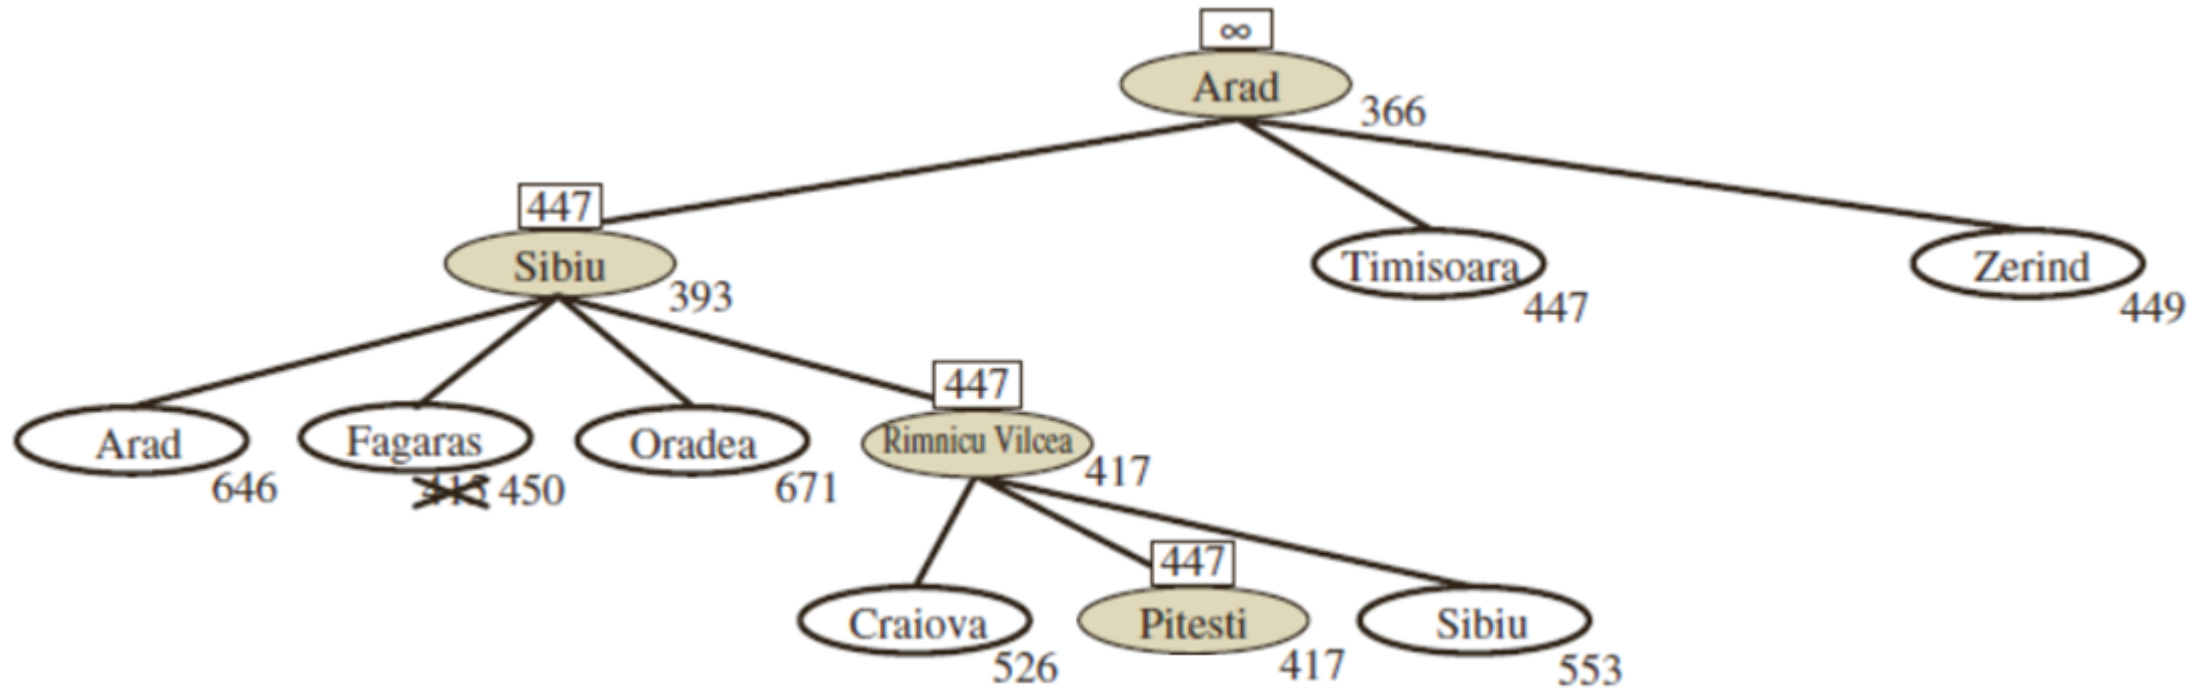 ∞
Arad
366
447
Sibiu
393
Timisoara
447
Zerind
449
Arad
646
Fagaras
450
Oradea
671
447
Rimnicu Vilcea
417
Craiova
526
447
Pitesti
417
Sibiu
553